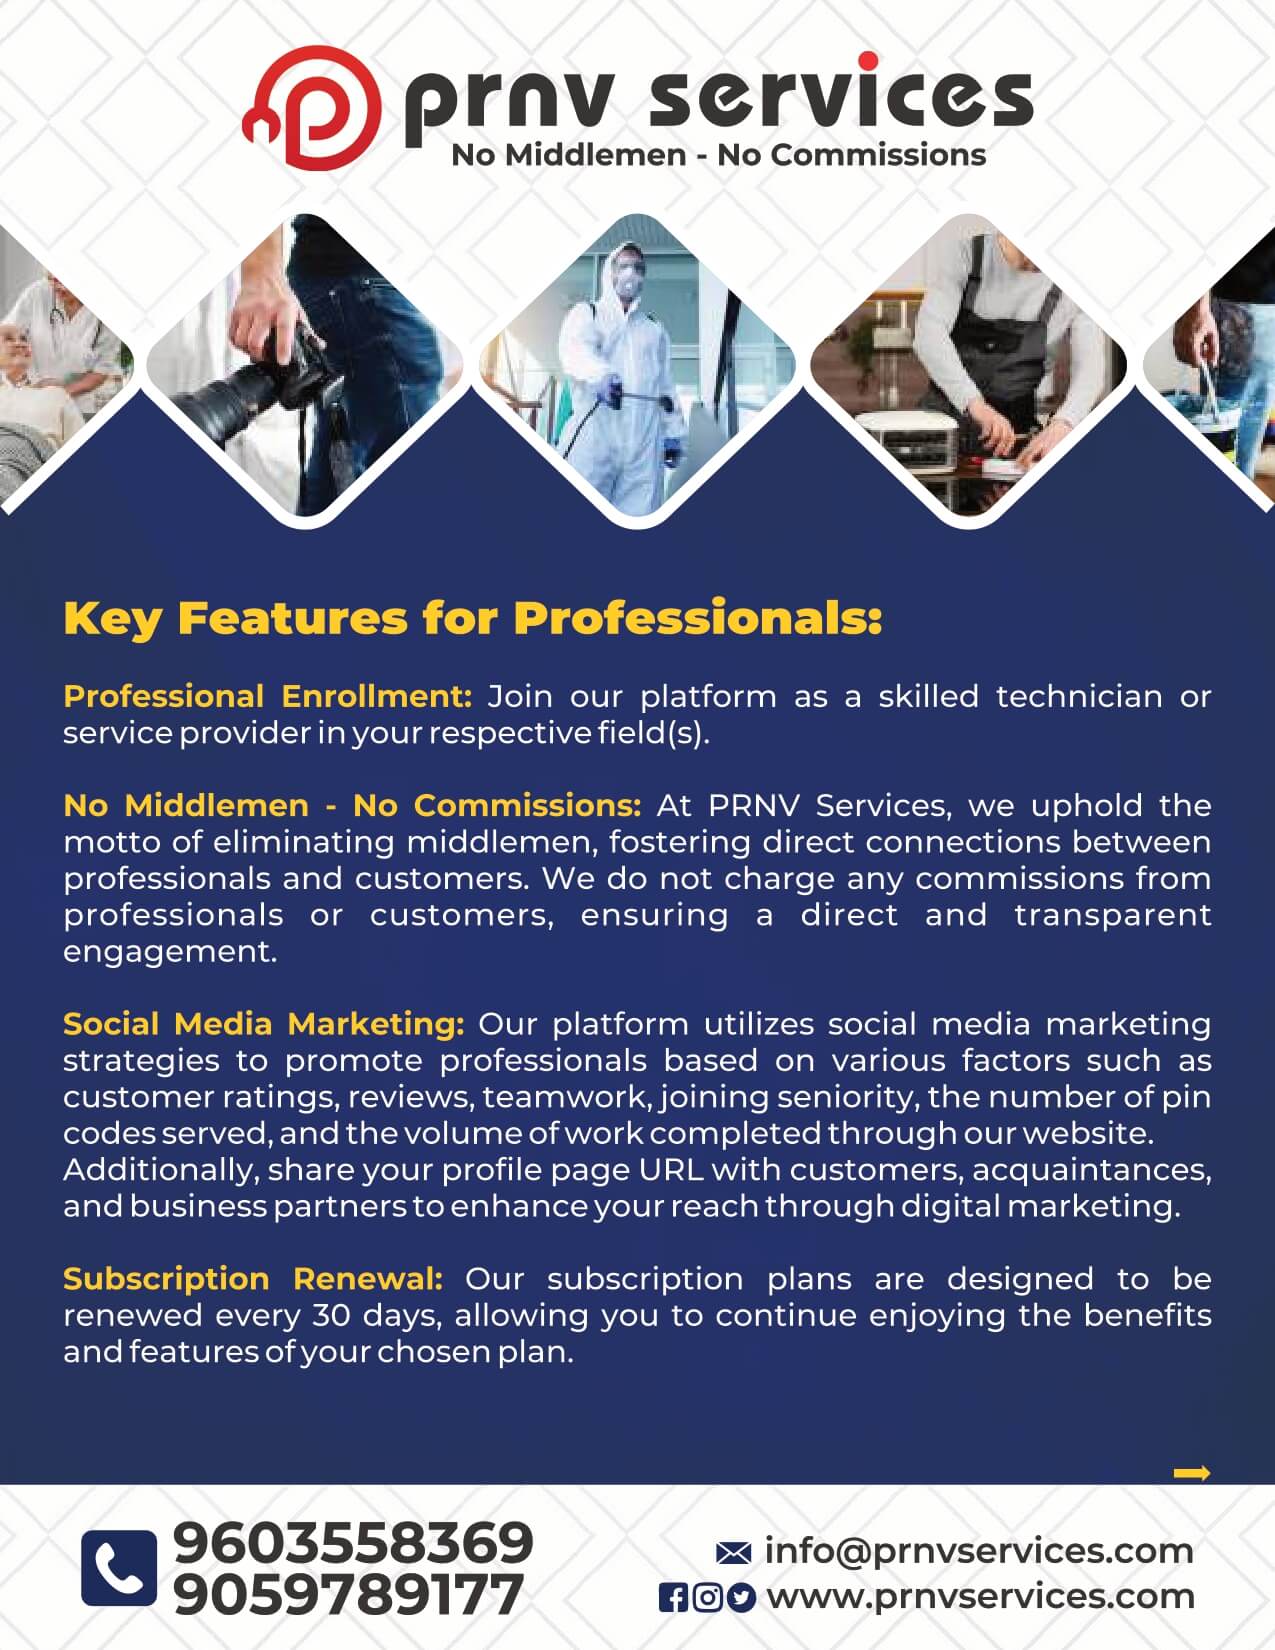 prnv services
No Middlemen - No Commissions
Key Features for Professionals:
Professional Enrollment: Join our platform as a skilled technician or
service provider in your respective field(s).
No Middlemen - No Commissions: At PRNV Services, we uphold the
motto of eliminating middlemen, fostering direct connections between
professionals and customers. We do not charge any commissions from
professionals or customers, ensuring a direct and transparent
engagement.
Social Media Marketing: Our platform utilizes social media marketing
strategies to promote professionals based on various factors such as
customer ratings, reviews, teamwork, joining seniority, the number of pin
codes served, and the volume of work completed through our website.
Additionally, share your profile page URL with customers, acquaintances,
and business partners to enhance your reach through digital marketing.
Subscription Renewal: Our subscription plans are designed to be
renewed every 30 days, allowing you to continue enjoying the benefits
and features of your chosen plan.
9603558369
9059789177
info@prnvservices.com
www.prnvservices.com